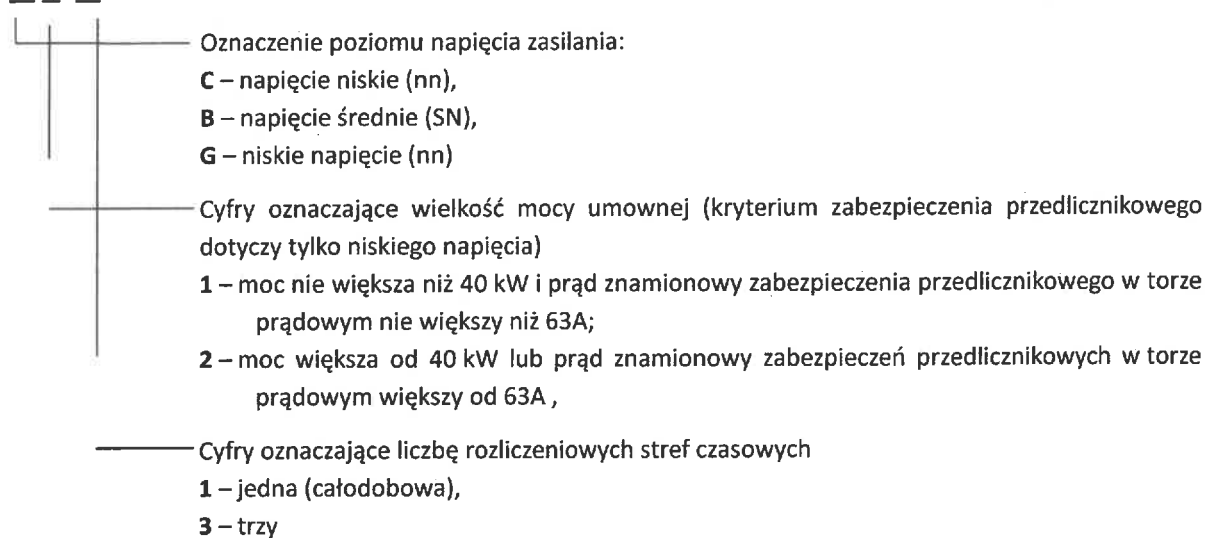 Oznaczenie poziomu napięcia zasilania:
C – napięcie niskie (nn),
B – napięcie średnie (SN),
G – niskie napięcie (nn)
Cyfry oznaczające wielkość mocy umownej (kryterium zabezpieczenia przedlicznikowego
dotyczy tylko niskiego napięcia)
1 – moc nie większa niż 40 kW i prąd znamionowy zabezpieczenia przedlicznikowego w torze
prądowym nie większy niż 63A;
2 – moc większa od 40 kW lub prąd znamionowy zabezpieczeń przedlicznikowych w torze
prądowym większy od 63A ,
Cyfry oznaczające liczbę rozliczeniowych stref czasowych
1 – jedna (całodobowa),
3 – trzy